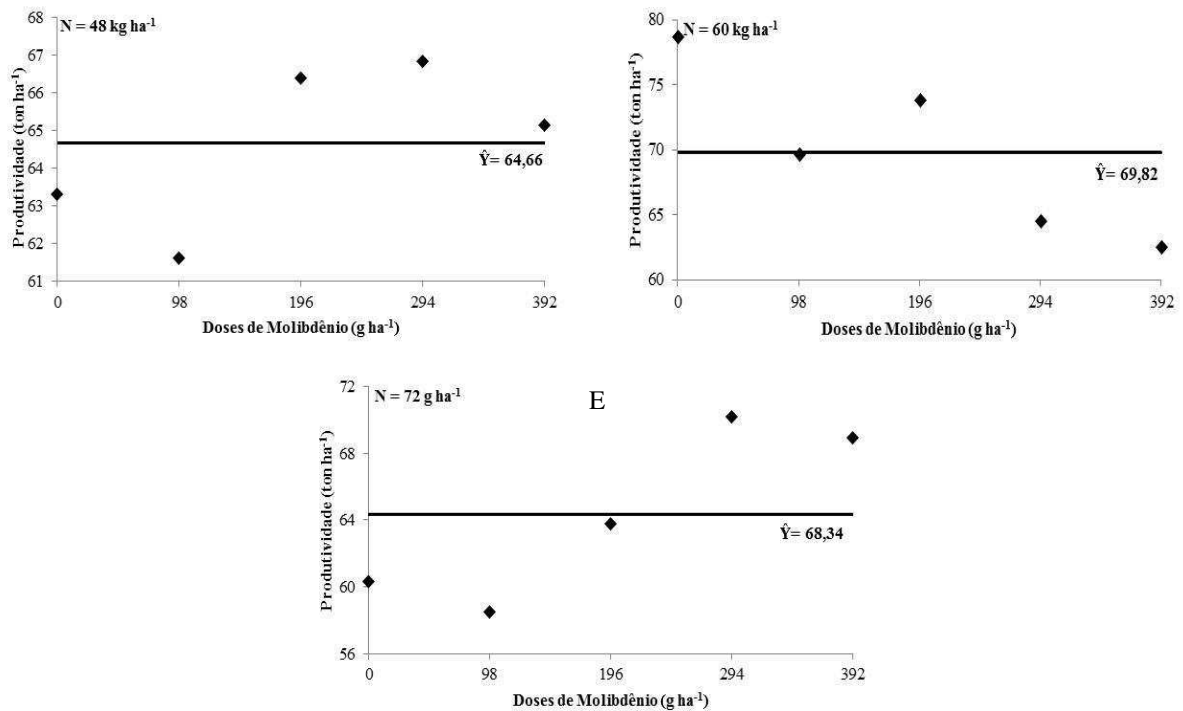 N = 48 kg ha⁻¹
Produtividade (ton ha⁻¹)
68
67
66
65
64
63
62
61
Ŷ= 64,66
0 98 196 294 392
Doses de Molibdênio (g ha⁻¹)
N = 60 kg ha⁻¹
Produtividade (ton ha⁻¹)
80
75
70
65
60
Ŷ= 69,82
0 98 196 294 392
Doses de Molibdênio (g ha⁻¹)
N = 72 g ha⁻¹
E
Produtividade (ton ha⁻¹)
72
68
64
60
56
Ŷ= 68,34
0 98 196 294 392
Doses de Molibdênio (g ha⁻¹)